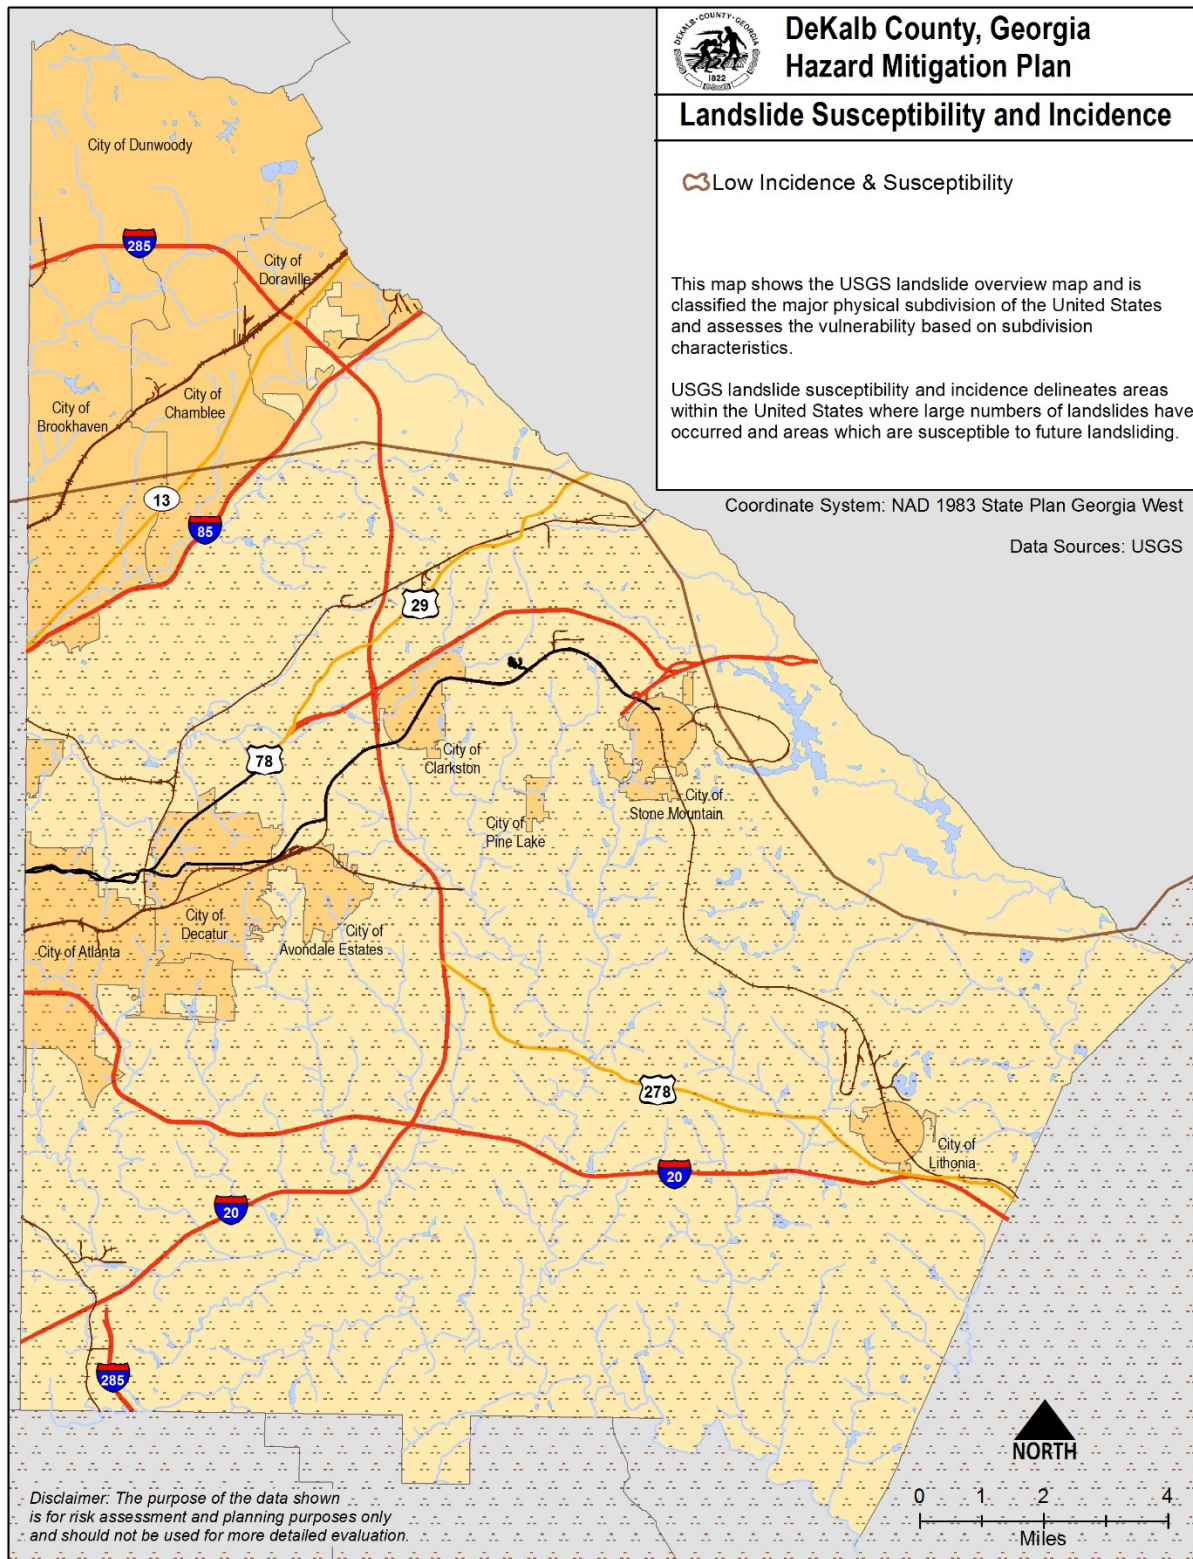 DEKALB·COUNTY·GEORGIA
1822
DeKalb County, Georgia
Hazard Mitigation Plan
Landslide Susceptibility and Incidence
Low Incidence & Susceptibility
This map shows the USGS landslide overview map and is
classified the major physical subdivision of the United States
and assesses the vulnerability based on subdivision
characteristics.
USGS landslide susceptibility and incidence delineates areas
within the United States where large numbers of landslides have
occurred and areas which are susceptible to future landsliding.
Coordinate System: NAD 1983 State Plan Georgia West
Data Sources: USGS
City of Dunwoody
285
City of
Doraville
City of
Brookhaven
City of
Chamblee
13
85
29
78
City of
Clarkston
City of
Pine Lake
City of
Stone Mountain
City of
Decatur
City of
Avondale Estates
City of Atlanta
278
City of
Lithonia
20
20
285
NORTH
0 1 2 4
Miles
Disclaimer: The purpose of the data shown
is for risk assessment and planning purposes only
and should not be used for more detailed evaluation.